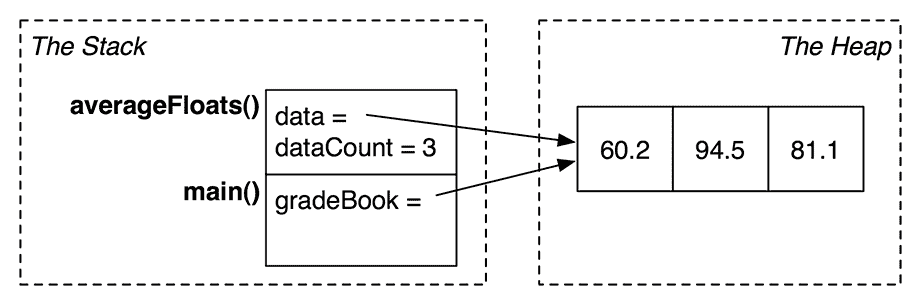 The Stack
The Heap
averageFloats()
data =
dataCount = 3
main()
gradeBook =
60.2
94.5
81.1